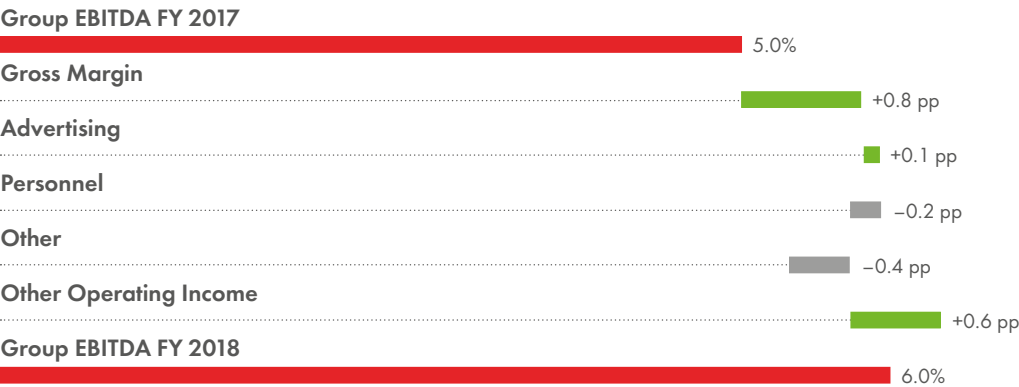 Group EBITDA FY 2017
5.0%
Gross Margin
+0.8 pp
Advertising
+0.1 pp
Personnel
−0.2 pp
Other
−0.4 pp
Other Operating Income
+0.6 pp
Group EBITDA FY 2018
6.0%